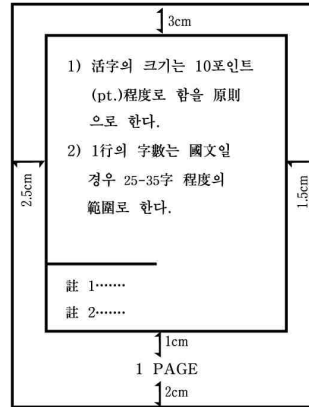 3cm
1) 活字의 크기는 10포인트
(pt.)程度로 함을 原則
으로 한다.
2) 1行의 字數는 國文일
경우 25-35字 程度의
範圍로 한다.
2.5cm
1.5cm
註 1·······
註 2·······
1cm
1 PAGE
2cm